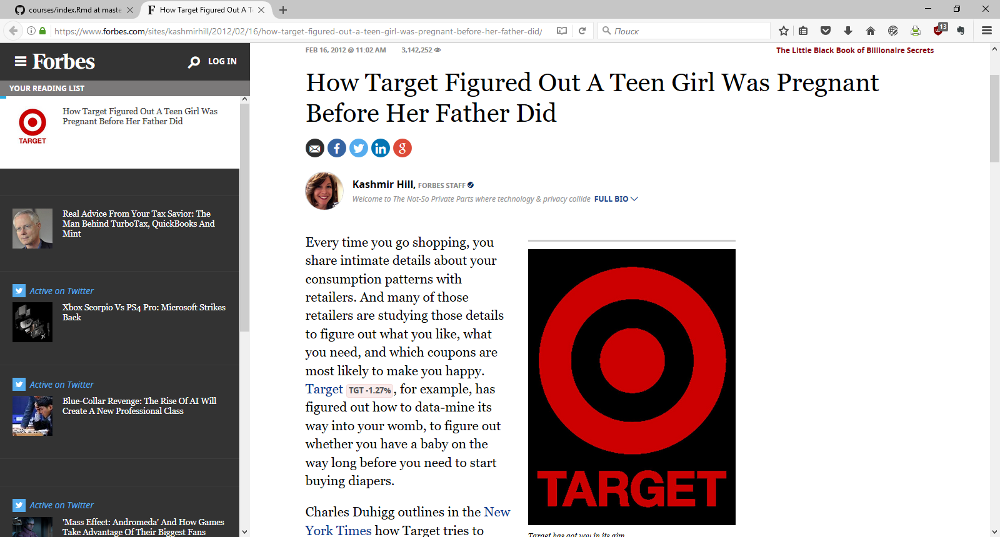 courses/index.Rmd at maste
How Target Figured Out A T
https://www.forbes.com/sites/kashmirhill/2012/02/16/how-target-figured-out-a-teen-girl-was-pregnant-before-her-father-did/
Поиск
13
Forbes
LOG IN
YOUR READING LIST
TARGET
How Target Figured Out A Teen Girl Was
Pregnant Before Her Father Did
Real Advice From Your Tax Savior: The
Man Behind TurboTax, QuickBooks And
Mint
Active on Twitter
Xbox Scorpio Vs PS4 Pro: Microsoft Strikes
Back
Active on Twitter
Blue-Collar Revenge: The Rise Of AI Will
Create A New Professional Class
Active on Twitter
'Mass Effect: Andromeda' And How Games
Take Advantage Of Their Biggest Fans
FEB 16, 2012 @ 11:02 AM 3,142,252
The Little Black Book of Billionaire Secrets
How Target Figured Out A Teen Girl Was Pregnant
Before Her Father Did
Kashmir Hill, FORBES STAFF
Welcome to The Not-So Private Parts where technology & privacy collide FULL BIO
Every time you go shopping, you
share intimate details about your
consumption patterns with
retailers. And many of those
retailers are studying those details
to figure out what you like, what
you need, and which coupons are
most likely to make you happy.
Target TGT -1.27% , for example, has
figured out how to data-mine its
way into your womb, to figure out
whether you have a baby on the
way long before you need to start
buying diapers.
Charles Duhigg outlines in the New
York Times how Target tries to
TARGET
Target has got you in its aim